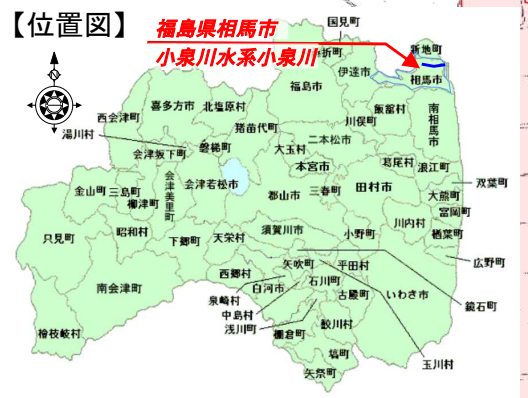 【位置図】
福島県相馬市
小泉川水系小泉川
国見町
新地町
桑折町
伊達市
相馬市
福島市
喜多方市
北塩原村
飯舘村
西会津町
川俣町
南相馬市
猪苗代町
二本松市
湯川村
磐梯町
大玉村
会津坂下町
本宮市
葛尾村
浪江町
双葉町
金山町
三島町
会津若松市
柳津町
会津美里町
郡山市
三春町
田村市
大熊町
富岡町
川内村
楢葉町
只見町
昭和村
下郷町
天栄村
須賀川市
小野町
広野町
西郷村
矢吹町
平田村
南会津町
白河市
石川町
いわき市
泉崎村
古殿町
鏡石町
中島村
浅川町
鮫川村
檜枝岐村
棚倉町
塙町
玉川村
矢祭町